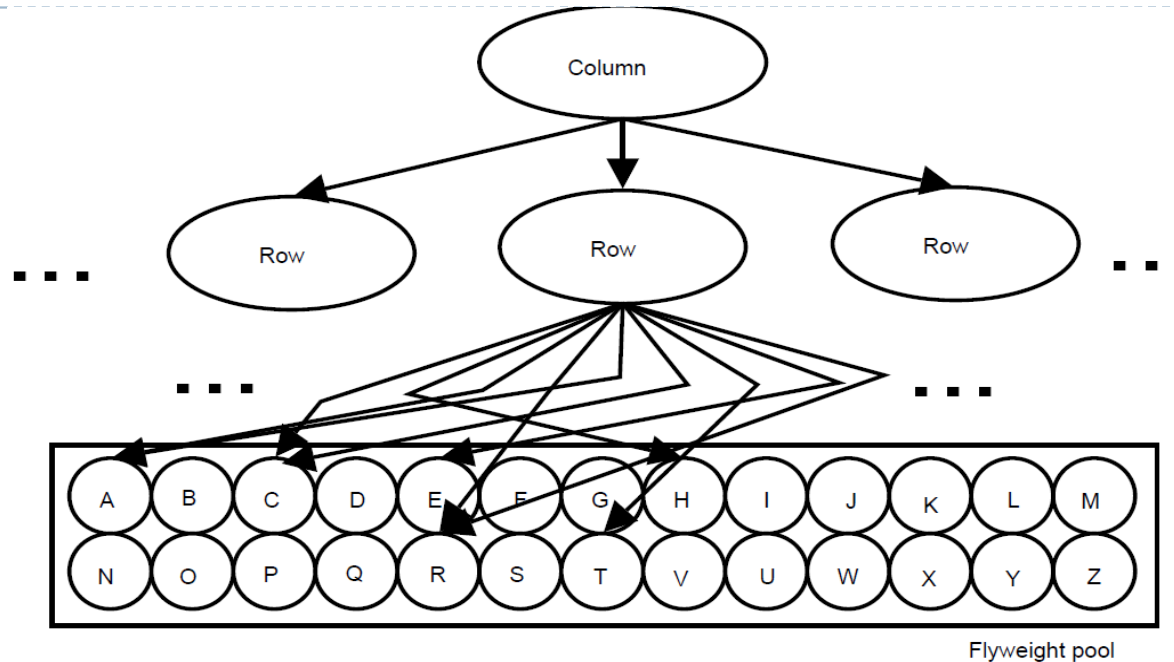 Column
Row Row Row
A B C D E F G H I J K L M
N O P Q R S T V U W X Y Z
Flyweight pool